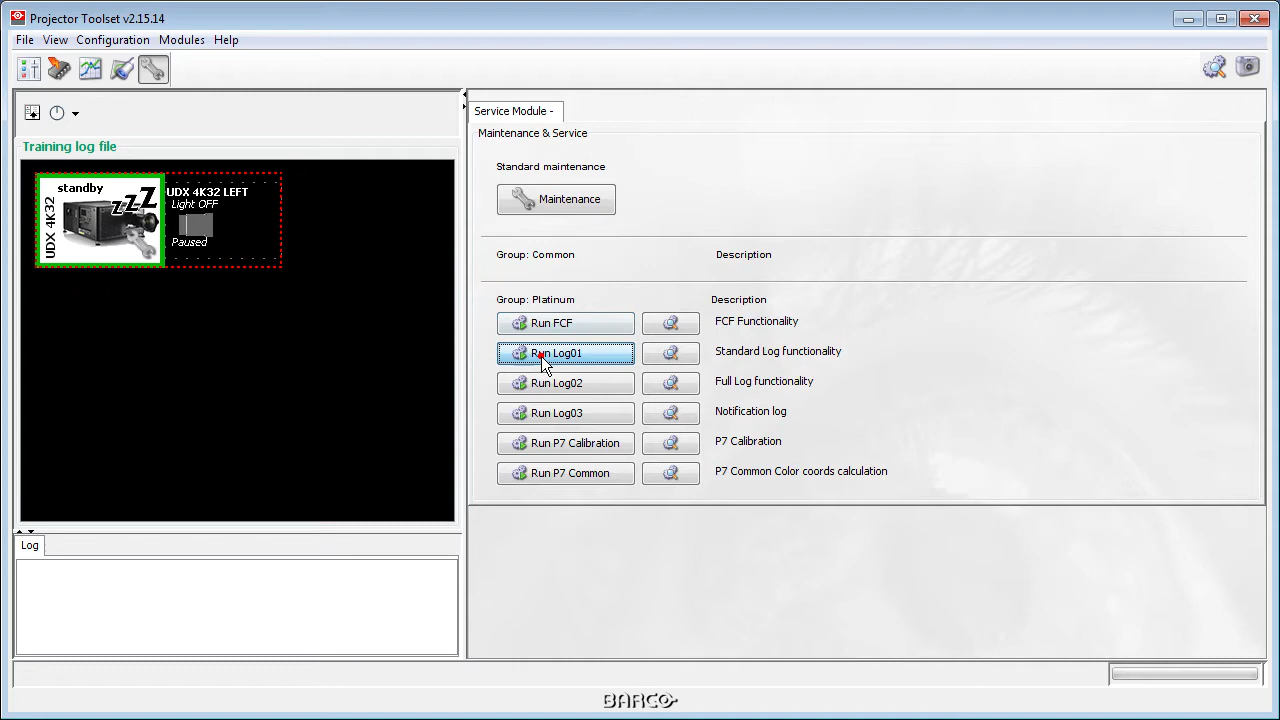 Projector Toolset v2.15.14
File View Configuration Modules Help
Service Module -
Maintenance & Service
Training log file
Standard maintenance
standby
UDX 4K32
zzZ
UDX 4K32 LEFT
Light OFF
Paused
Maintenance
Group: Common Description
Group: Platinum Description
Run FCF FCF Functionality
Run Log01 Standard Log functionality
Run Log02 Full Log functionality
Run Log03 Notification log
Run P7 Calibration P7 Calibration
Run P7 Common P7 Common Color coords calculation
Log
BARCO